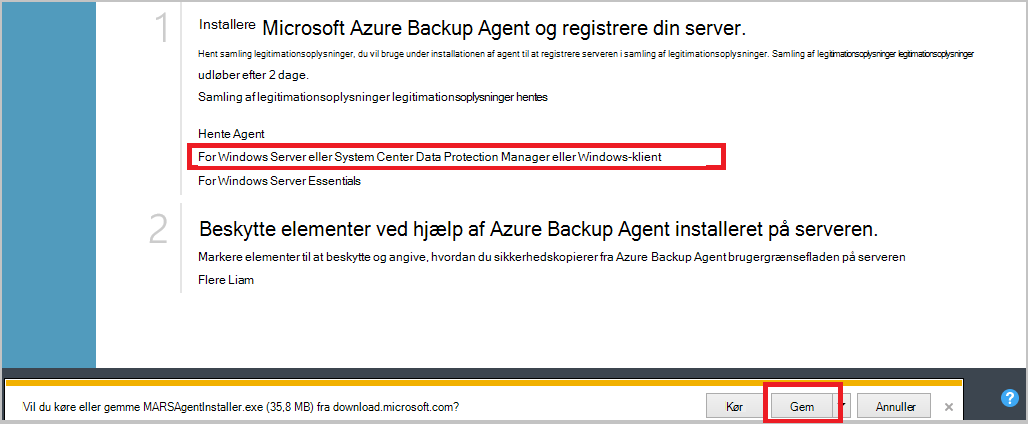 1 Installere Microsoft Azure Backup Agent og registrere din server.
Hent samling legitimationsoplysninger, du vil bruge under installationen af agent til at registrere serveren i samling af legitimationsoplysninger. Samling af legitimationsoplysninger legitimationsoplysninger
udløber efter 2 dage.
Samling af legitimationsoplysninger legitimationsoplysninger hentes
Hente Agent
For Windows Server eller System Center Data Protection Manager eller Windows-klient
For Windows Server Essentials
2 Beskytte elementer ved hjælp af Azure Backup Agent installeret på serveren.
Markere elementer til at beskytte og angive, hvordan du sikkerhedskopierer fra Azure Backup Agent brugergrænsefladen på serveren
Flere Liam
Vil du køre eller gemme MARSAgentInstaller.exe (35,8 MB) fra download.microsoft.com? Kør Gem Annuller × ?